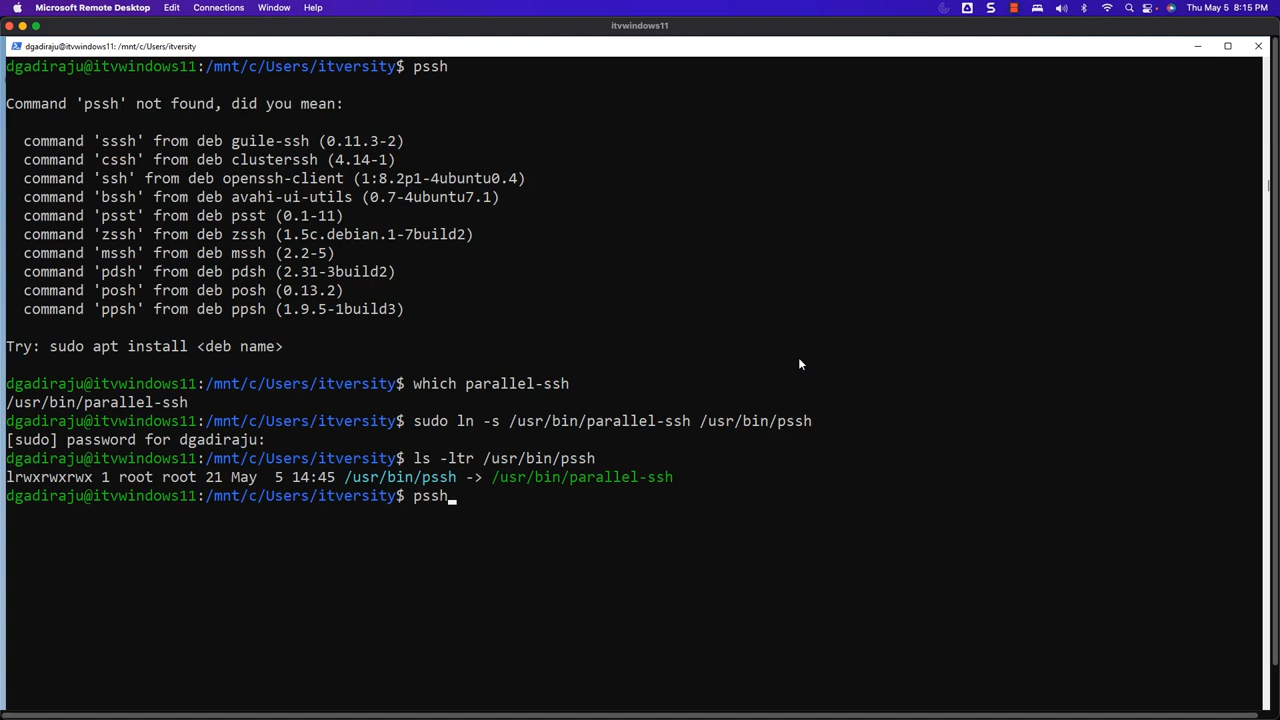 Microsoft Remote Desktop Edit Connections Window Help Thu May 5 8:15 PM
itvwindows11
dgadiraju@itvwindows11: /mnt/c/Users/itversity
dgadiraju@itvwindows11:/mnt/c/Users/itversity$ pssh
Command 'pssh' not found, did you mean:
command 'sssh' from deb guile-ssh (0.11.3-2)
command 'cssh' from deb clusterssh (4.14-1)
command 'ssh' from deb openssh-client (1:8.2p1-4ubuntu0.4)
command 'bssh' from deb avahi-ui-utils (0.7-4ubuntu7.1)
command 'psst' from deb psst (0.1-11)
command 'zssh' from deb zssh (1.5c.debian.1-7build2)
command 'mssh' from deb mssh (2.2-5)
command 'pdsh' from deb pdsh (2.31-3build2)
command 'posh' from deb posh (0.13.2)
command 'ppsh' from deb ppsh (1.9.5-1build3)
Try: sudo apt install <deb name>
dgadiraju@itvwindows11:/mnt/c/Users/itversity$ which parallel-ssh
/usr/bin/parallel-ssh
dgadiraju@itvwindows11:/mnt/c/Users/itversity$ sudo ln -s /usr/bin/parallel-ssh /usr/bin/pssh
[sudo] password for dgadiraju:
dgadiraju@itvwindows11:/mnt/c/Users/itversity$ ls -ltr /usr/bin/pssh
lrwxrwxrwx 1 root root 21 May  5 14:45 /usr/bin/pssh -> /usr/bin/parallel-ssh
dgadiraju@itvwindows11:/mnt/c/Users/itversity$ pssh